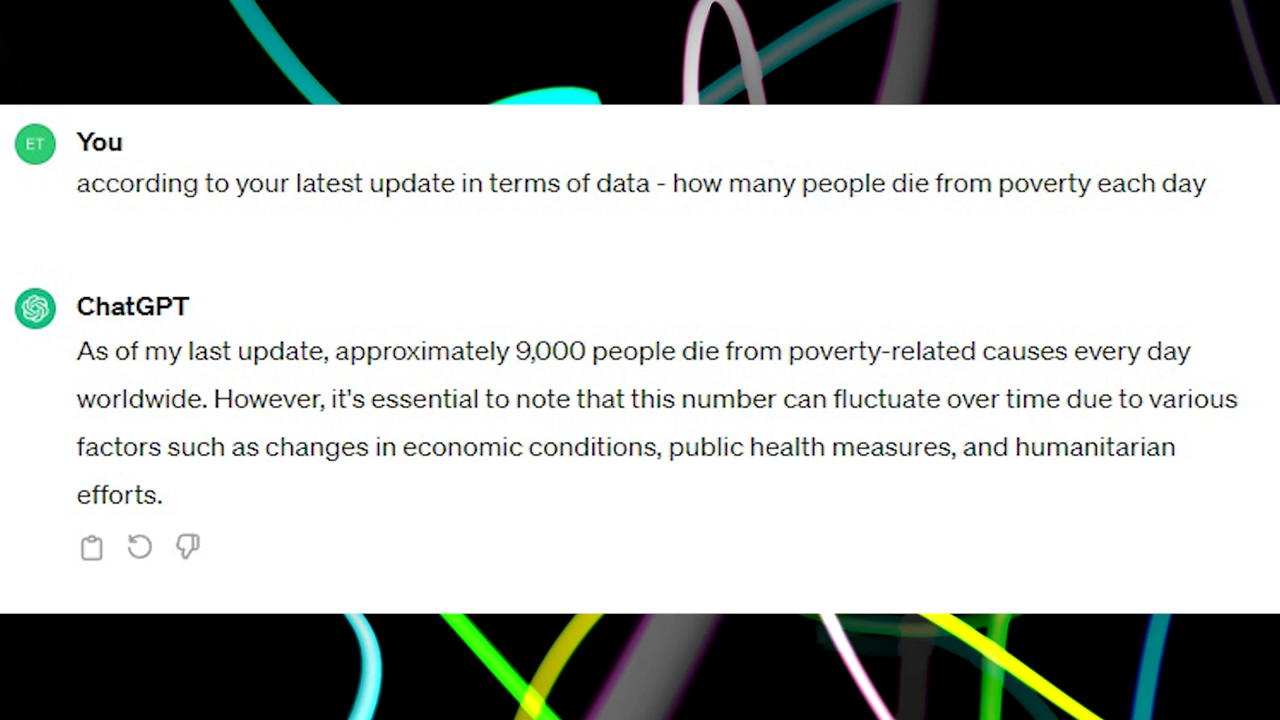 ET
You
according to your latest update in terms of data - how many people die from poverty each day
ChatGPT
As of my last update, approximately 9,000 people die from poverty-related causes every day
worldwide. However, it's essential to note that this number can fluctuate over time due to various
factors such as changes in economic conditions, public health measures, and humanitarian
efforts.